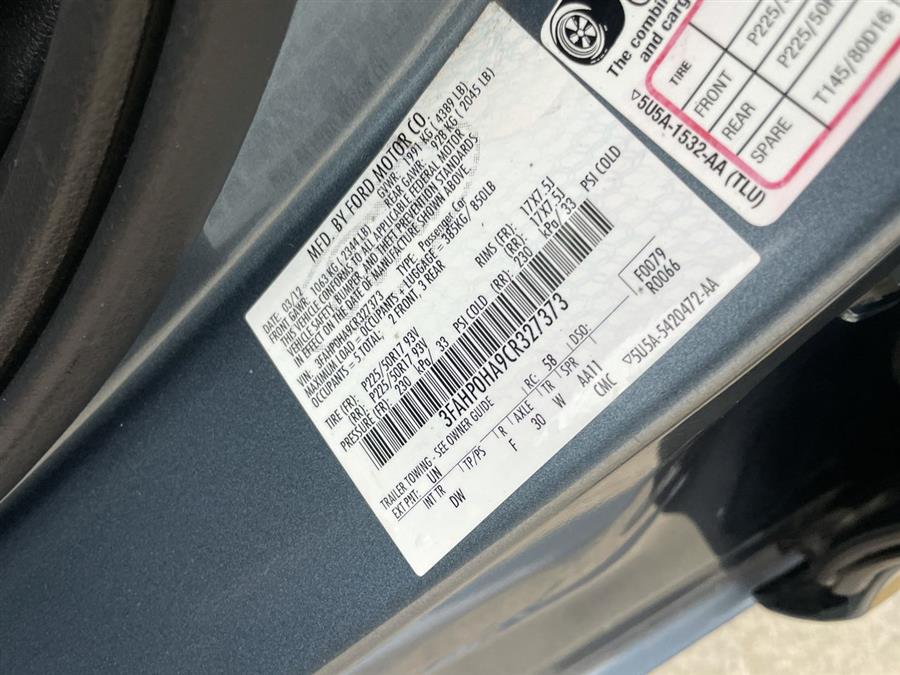 MFD. BY FORD MOTOR CO.
DATE: 03/12 GVWR: 1991 KG ( 4389 LB)
FRONT GAWR: 1063 KG ( 2344 LB) REAR GAWR: 928 KG ( 2045 LB)
THIS VEHICLE CONFORMS TO ALL APPLICABLE FEDERAL MOTOR
VEHICLE SAFETY, BUMPER, AND THEFT PREVENTION STANDARDS
IN EFFECT ON THE DATE OF MANUFACTURE SHOWN ABOVE.
VIN: 3FAHP0HA9CR327373 TYPE: Passenger Car
MAXIMUM LOAD = OCCUPANTS + LUGGAGE = 385KG/ 850LB
OCCUPANTS = 5 TOTAL: 2 FRONT, 3 REAR
TIRE (FR): P225/50R17 93V RIMS (FR): 17X7.5J
(RR): P225/50R17 93V (RR): 17X7.5J
PRESSURE (FR) 230 kPa/ 33 PSI COLD (RR): 230 kPa/33 PSI COLD
3FAHP0HA9CR327373
TRAILER TOWING - SEE OWNER GUIDE RC: 58 DSO: F0079
EXT PNT: UN R0066
INT TR TP/PS R AXLE TR SPR
DW F 30 W AA11
CMC ▽5U5A-5420472-AA
The combin
and carg
TIRE
FRONT P225/5
REAR P225/50R
SPARE T145/80D16
▽5U5A-1532-AA (TLU)